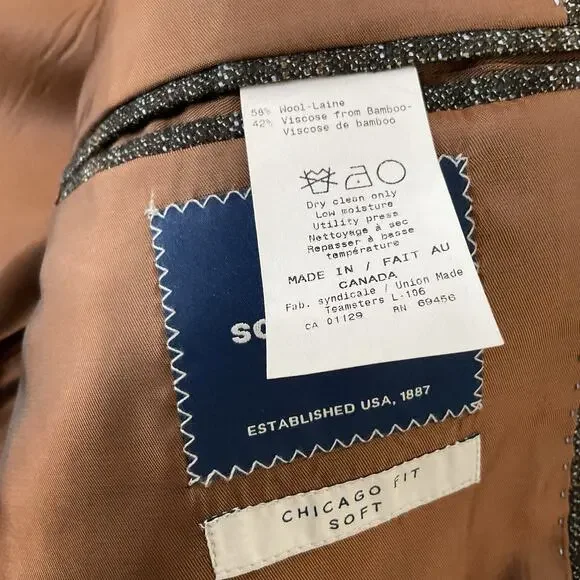 58% Wool-Laine
42% Viscose from Bamboo-
Viscose de bambou
Dry clean only
Low moisture
Utility press
Nettoyage à sec
Repasser à basse
température
MADE IN / FAIT AU
CANADA
Fab. syndicale / Union Made
Teamsters L-106
CA 01129 RN 69456
ESTABLISHED USA, 1887
CHICAGO FIT
SOFT